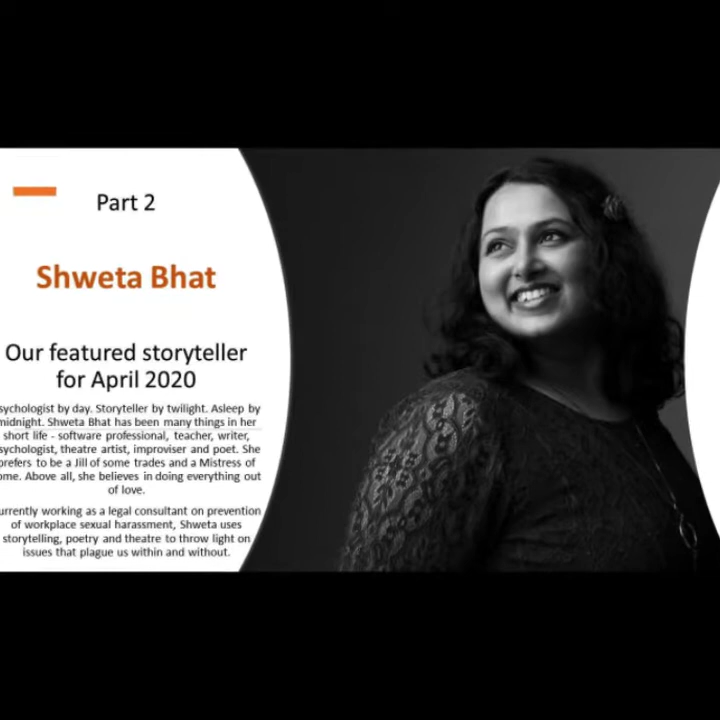 Part 2
Shweta Bhat
Our featured storyteller
for April 2020
sychologist by day. Storyteller by twilight. Asleep by
midnight. Shweta Bhat has been many things in her
short life - software professional, teacher, writer,
sychologist, theatre artist, improviser and poet. She
prefers to be a Jill of some trades and a Mistress of
ome. Above all, she believes in doing everything out
of love.
urrently working as a legal consultant on prevention
of workplace sexual harassment, Shweta uses
storytelling, poetry and theatre to throw light on
issues that plague us within and without.